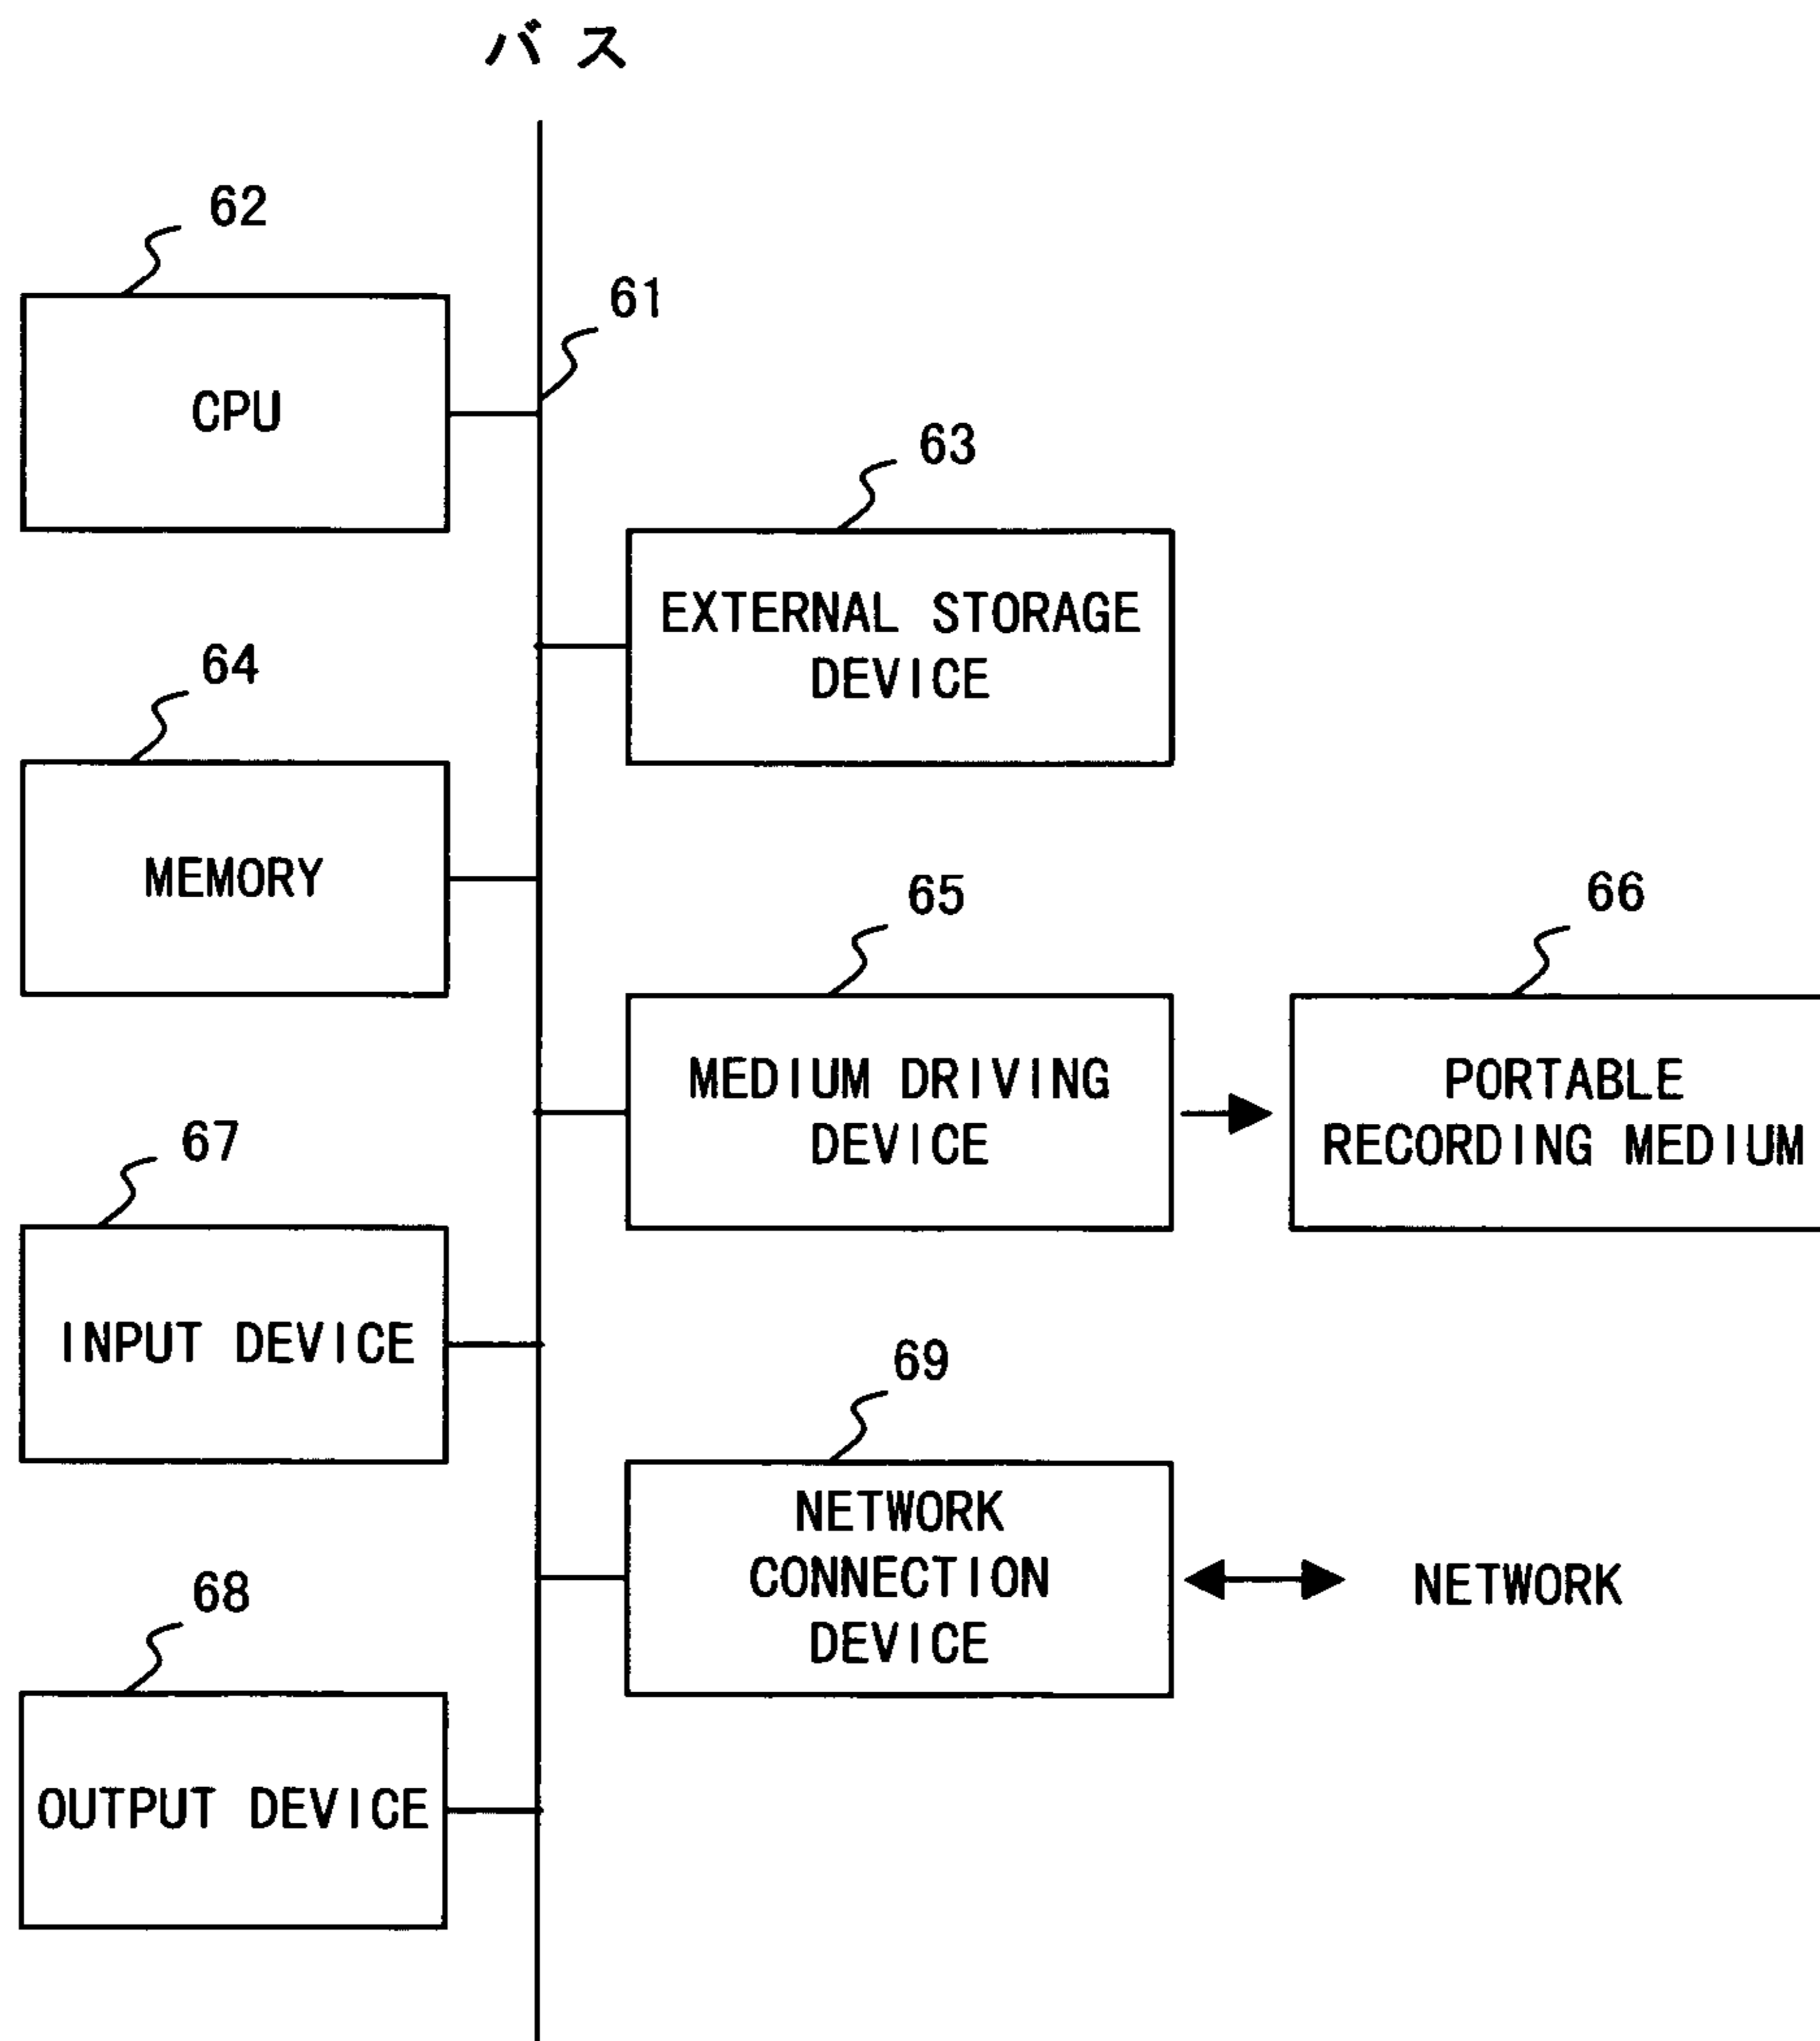 バス
62
61
CPU
63
EXTERNAL STORAGE
DEVICE
64
MEMORY
65
66
MEDIUM DRIVING
DEVICE
PORTABLE
RECORDING MEDIUM
67
INPUT DEVICE
69
NETWORK
CONNECTION
DEVICE
NETWORK
68
OUTPUT DEVICE